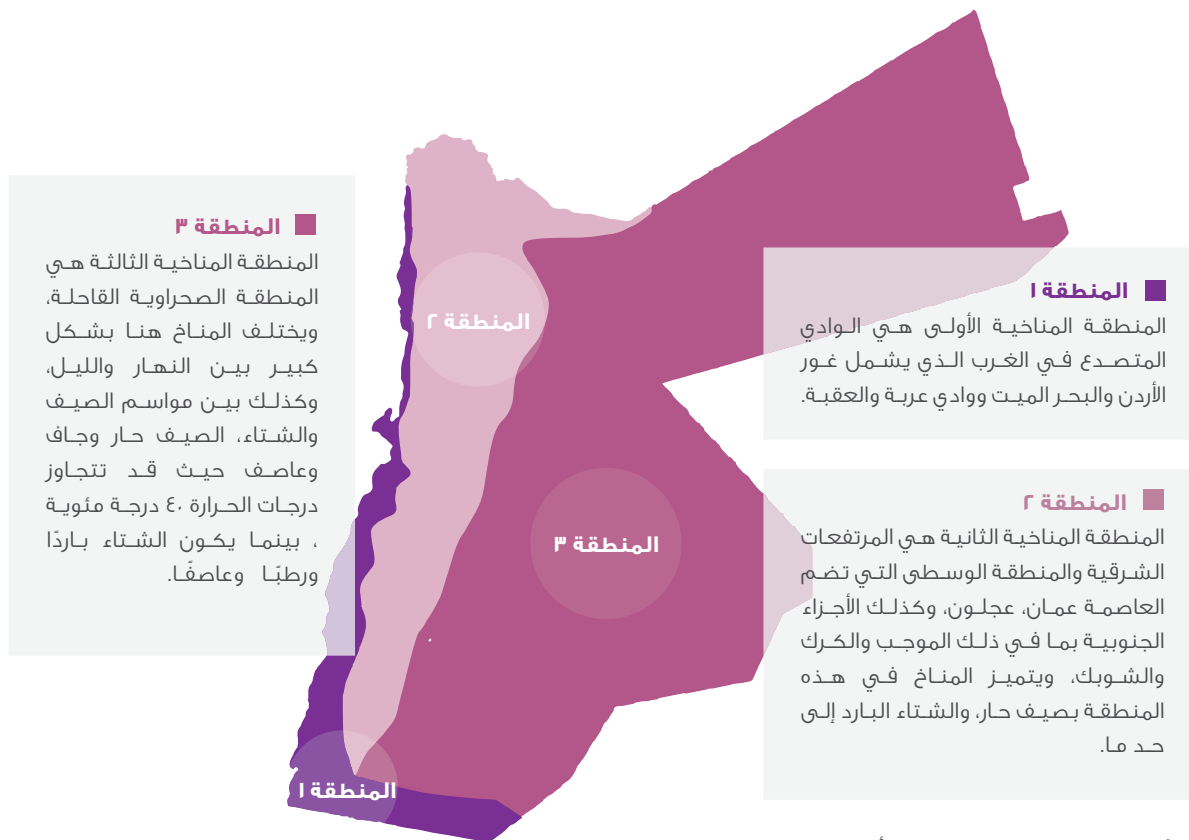 المنطقة ٣
المنطقة المناخية الثالثة هي
المنطقة الصحراوية القاحلة،
ويختلف المناخ هنا بشكل
كبير بين النهار والليل،
وكذلك بين مواسم الصيف
والشتاء، الصيف حار وجاف
وعاصف حيث قد تتجاوز
درجات الحرارة ٤٠ درجة مئوية
، بينما يكون الشتاء باردًا
ورطبًا وعاصفًا.
المنطقة ١
المنطقة المناخية الأولى هي الوادي
المتصدع في الغرب الذي يشمل غور
الأردن والبحر الميت ووادي عربة والعقبة.
المنطقة ٢
المنطقة المناخية الثانية هي المرتفعات
الشرقية والمنطقة الوسطى التي تضم
العاصمة عمان، عجلون، وكذلك الأجزاء
الجنوبية بما في ذلك الموجب والكرك
والشوبك، ويتميز المناخ في هذه
المنطقة بصيف حار، والشتاء البارد إلى
حد ما.
المنطقة ٢
المنطقة ٣
المنطقة ١